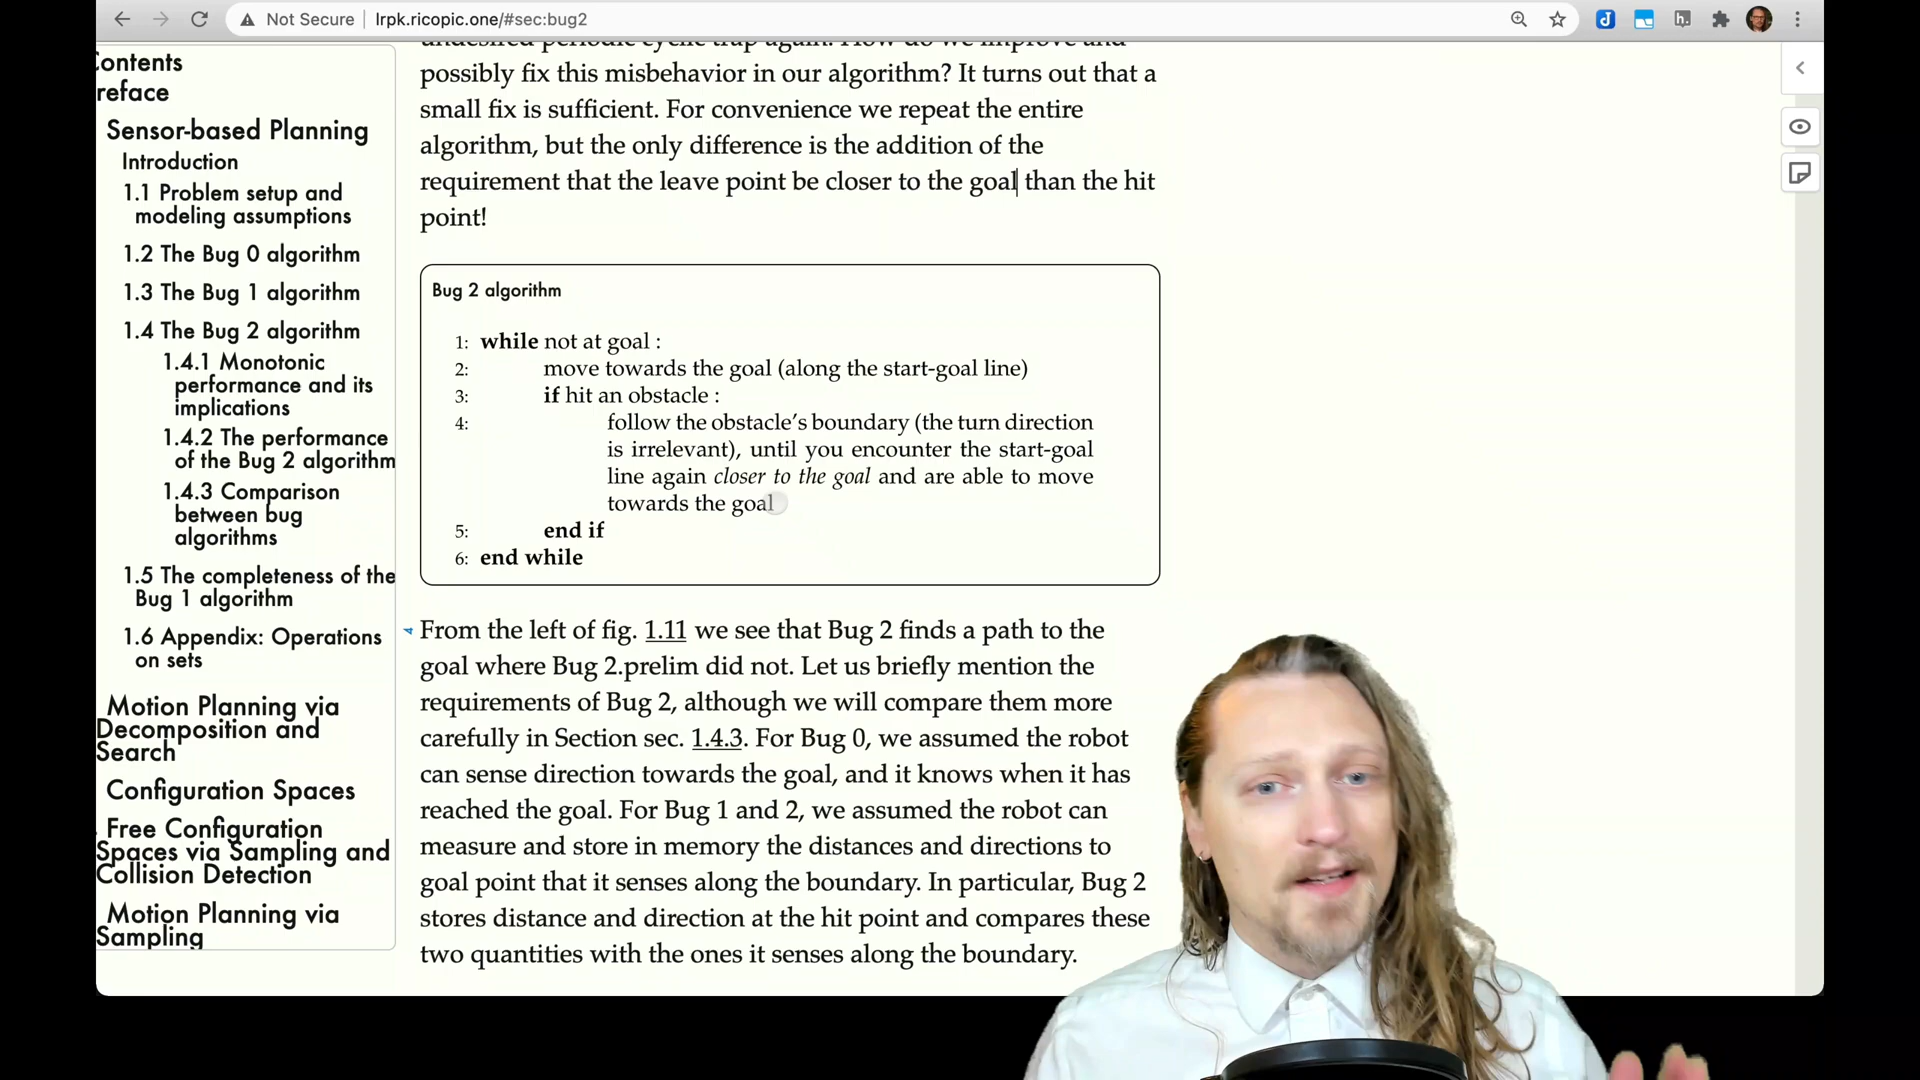 Not Secure
lrpk.ricopic.one/#sec:bug2
Contents
reface
Sensor-based Planning
Introduction
1.1 Problem setup and
modeling assumptions
1.2 The Bug 0 algorithm
1.3 The Bug 1 algorithm
1.4 The Bug 2 algorithm
1.4.1 Monotonic
performance and its
implications
1.4.2 The performance
of the Bug 2 algorithm
1.4.3 Comparison
between bug
algorithms
1.5 The completeness of the
Bug 1 algorithm
1.6 Appendix: Operations
on sets
Motion Planning via
Decomposition and
Search
Configuration Spaces
Free Configuration
Spaces via Sampling and
Collision Detection
Motion Planning via
Sampling
undesired periodic cyclic trap again. How do we improve and
possibly fix this misbehavior in our algorithm? It turns out that a
small fix is sufficient. For convenience we repeat the entire
algorithm, but the only difference is the addition of the
requirement that the leave point be closer to the goal than the hit
point!
Bug 2 algorithm
1: while not at goal :
2: move towards the goal (along the start-goal line)
3: if hit an obstacle :
4: follow the obstacle's boundary (the turn direction
is irrelevant), until you encounter the start-goal
line again closer to the goal and are able to move
towards the goal
5: end if
6: end while
From the left of fig. 1.11 we see that Bug 2 finds a path to the
goal where Bug 2.prelim did not. Let us briefly mention the
requirements of Bug 2, although we will compare them more
carefully in Section sec. 1.4.3. For Bug 0, we assumed the robot
can sense direction towards the goal, and it knows when it has
reached the goal. For Bug 1 and 2, we assumed the robot can
measure and store in memory the distances and directions to
goal point that it senses along the boundary. In particular, Bug 2
stores distance and direction at the hit point and compares these
two quantities with the ones it senses along the boundary.